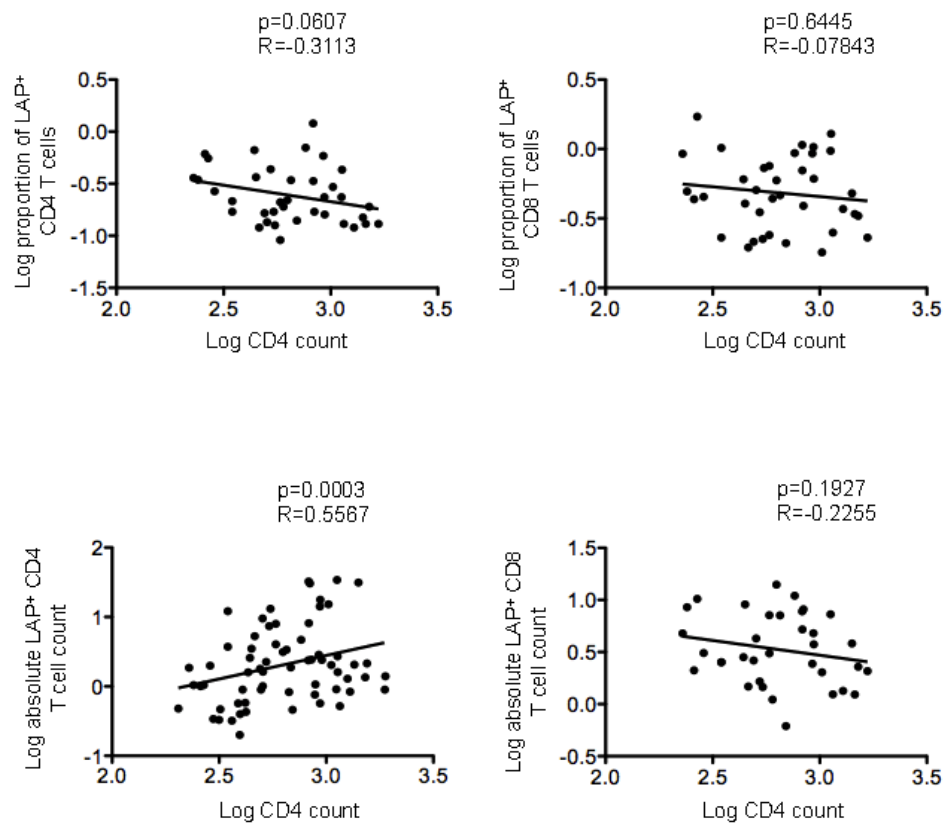 p=0.0607
R=-0.3113
Log proportion of LAP⁺
CD4 T cells
0.5
0.0
-0.5
-1.0
-1.5
2.0 2.5 3.0 3.5
Log CD4 count
p=0.6445
R=-0.07843
Log proportion of LAP⁺
CD8 T cells
0.5
0.0
-0.5
-1.0
2.0 2.5 3.0 3.5
Log CD4 count
p=0.0003
R=0.5567
Log absolute LAP⁺ CD4
T cell count
2
1
0
-1
2.0 2.5 3.0 3.5
Log CD4 count
p=0.1927
R=-0.2255
Log absolute LAP⁺ CD8
T cell count
1.5
1.0
0.5
0.0
-0.5
2.0 2.5 3.0 3.5
Log CD4 count